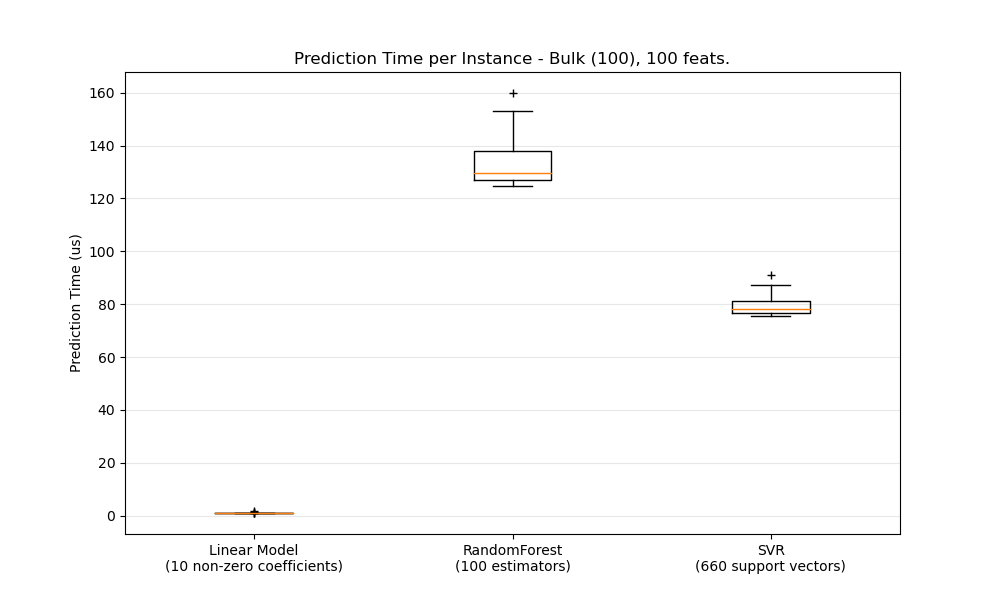 Prediction Time per Instance - Bulk (100), 100 feats.
Prediction Time (us)
160
140
120
100
80
60
40
20
0
Linear Model
(10 non-zero coefficients)
RandomForest
(100 estimators)
SVR
(660 support vectors)